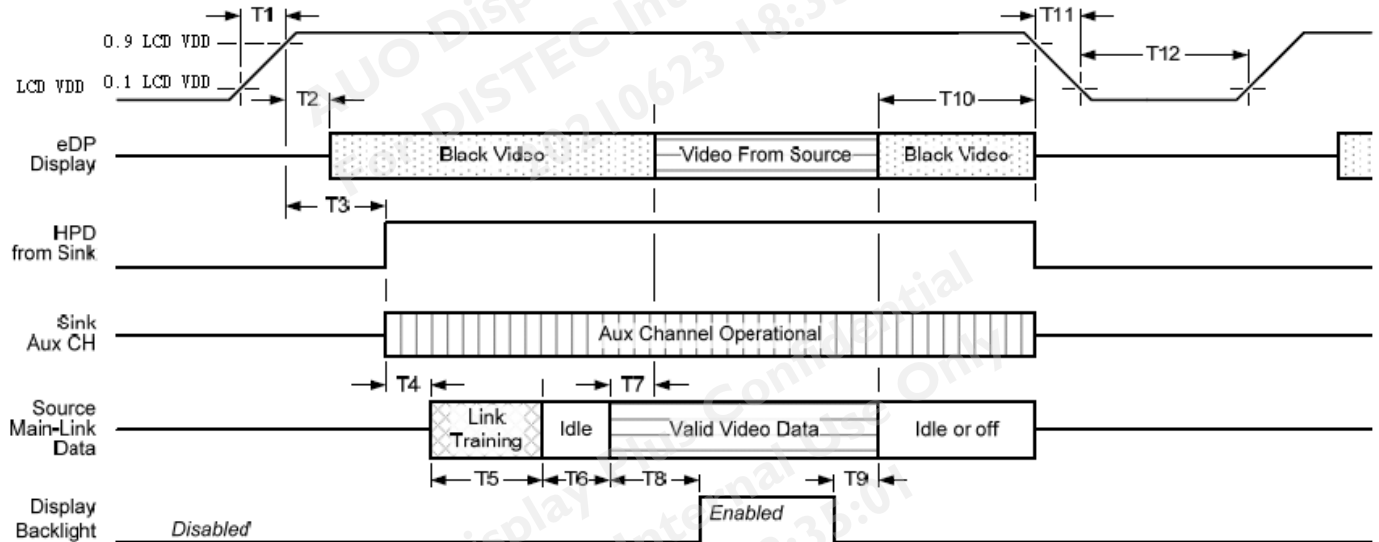 T1
T11
0.9 LCD VDD
T12
LCD VDD 0.1 LCD VDD
T2
T10
eDP
Display
Black Video
Video From Source
Black Video
T3
HPD
from Sink
Sink
Aux CH
Aux Channel Operational
T4
T7
Source
Main-Link
Data
Link
Training
Idle
Valid Video Data
Idle or off
T5
T6
T8
T9
Display
Backlight
Disabled
Enabled